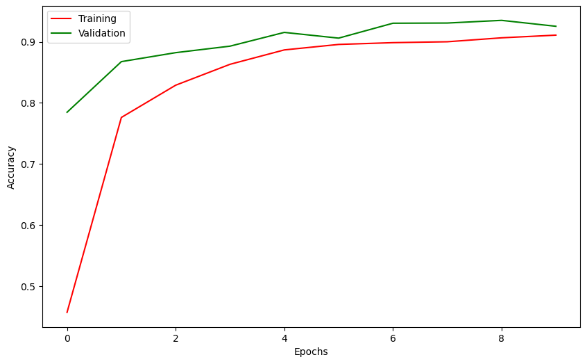 Training
Validation
0.9
0.8
0.7
0.6
0.5
Accuracy
0 2 4 6 8
Epochs